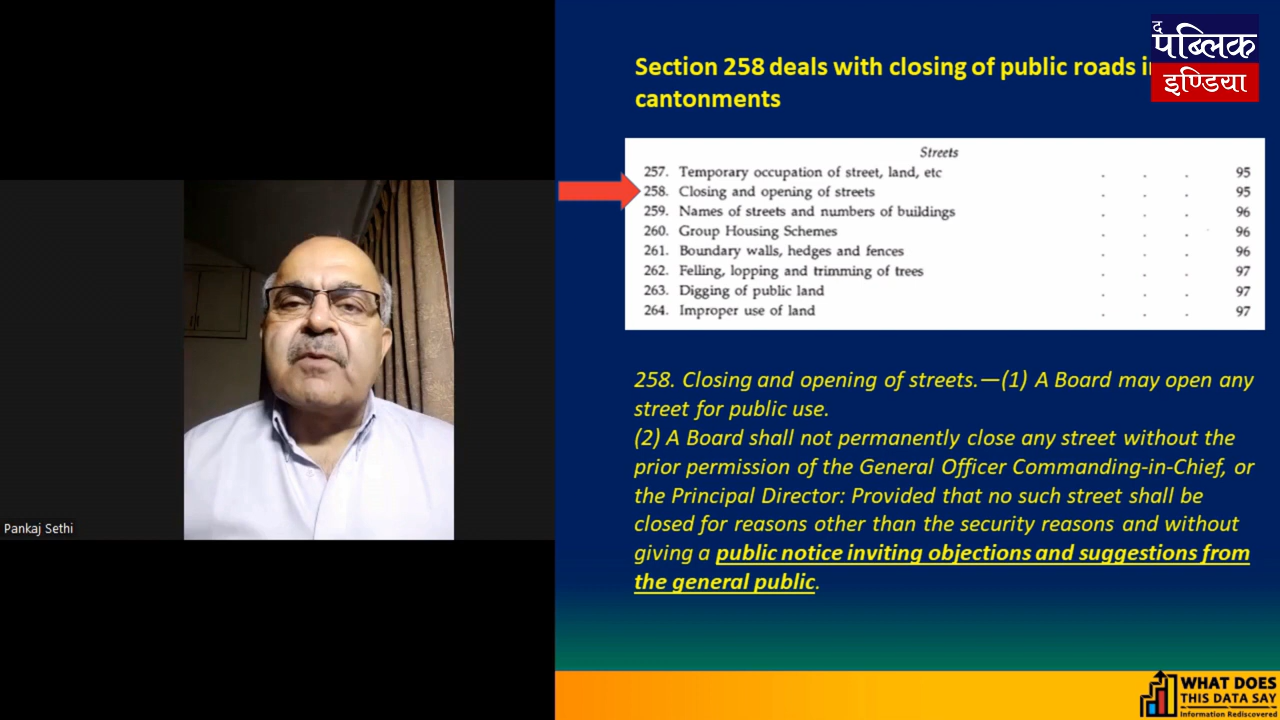 द
पब्लिक
इण्डिया
Section 258 deals with closing of public roads
cantonments
Streets
257. Temporary occupation of street, land, etc . . . 95
258. Closing and opening of streets . . . 95
259. Names of streets and numbers of buildings . . . 96
260. Group Housing Schemes . . . 96
261. Boundary walls, hedges and fences . . . 96
262. Felling, lopping and trimming of trees . . . 97
263. Digging of public land . . . 97
264. Improper use of land . . . 97
258. Closing and opening of streets.—(1) A Board may open any
street for public use.
(2) A Board shall not permanently close any street without the
prior permission of the General Officer Commanding-in-Chief, or
the Principal Director: Provided that no such street shall be
closed for reasons other than the security reasons and without
giving a public notice inviting objections and suggestions from
the general public.
Pankaj Sethi
WHAT DOES
THIS DATA SAY
Information Rediscovered